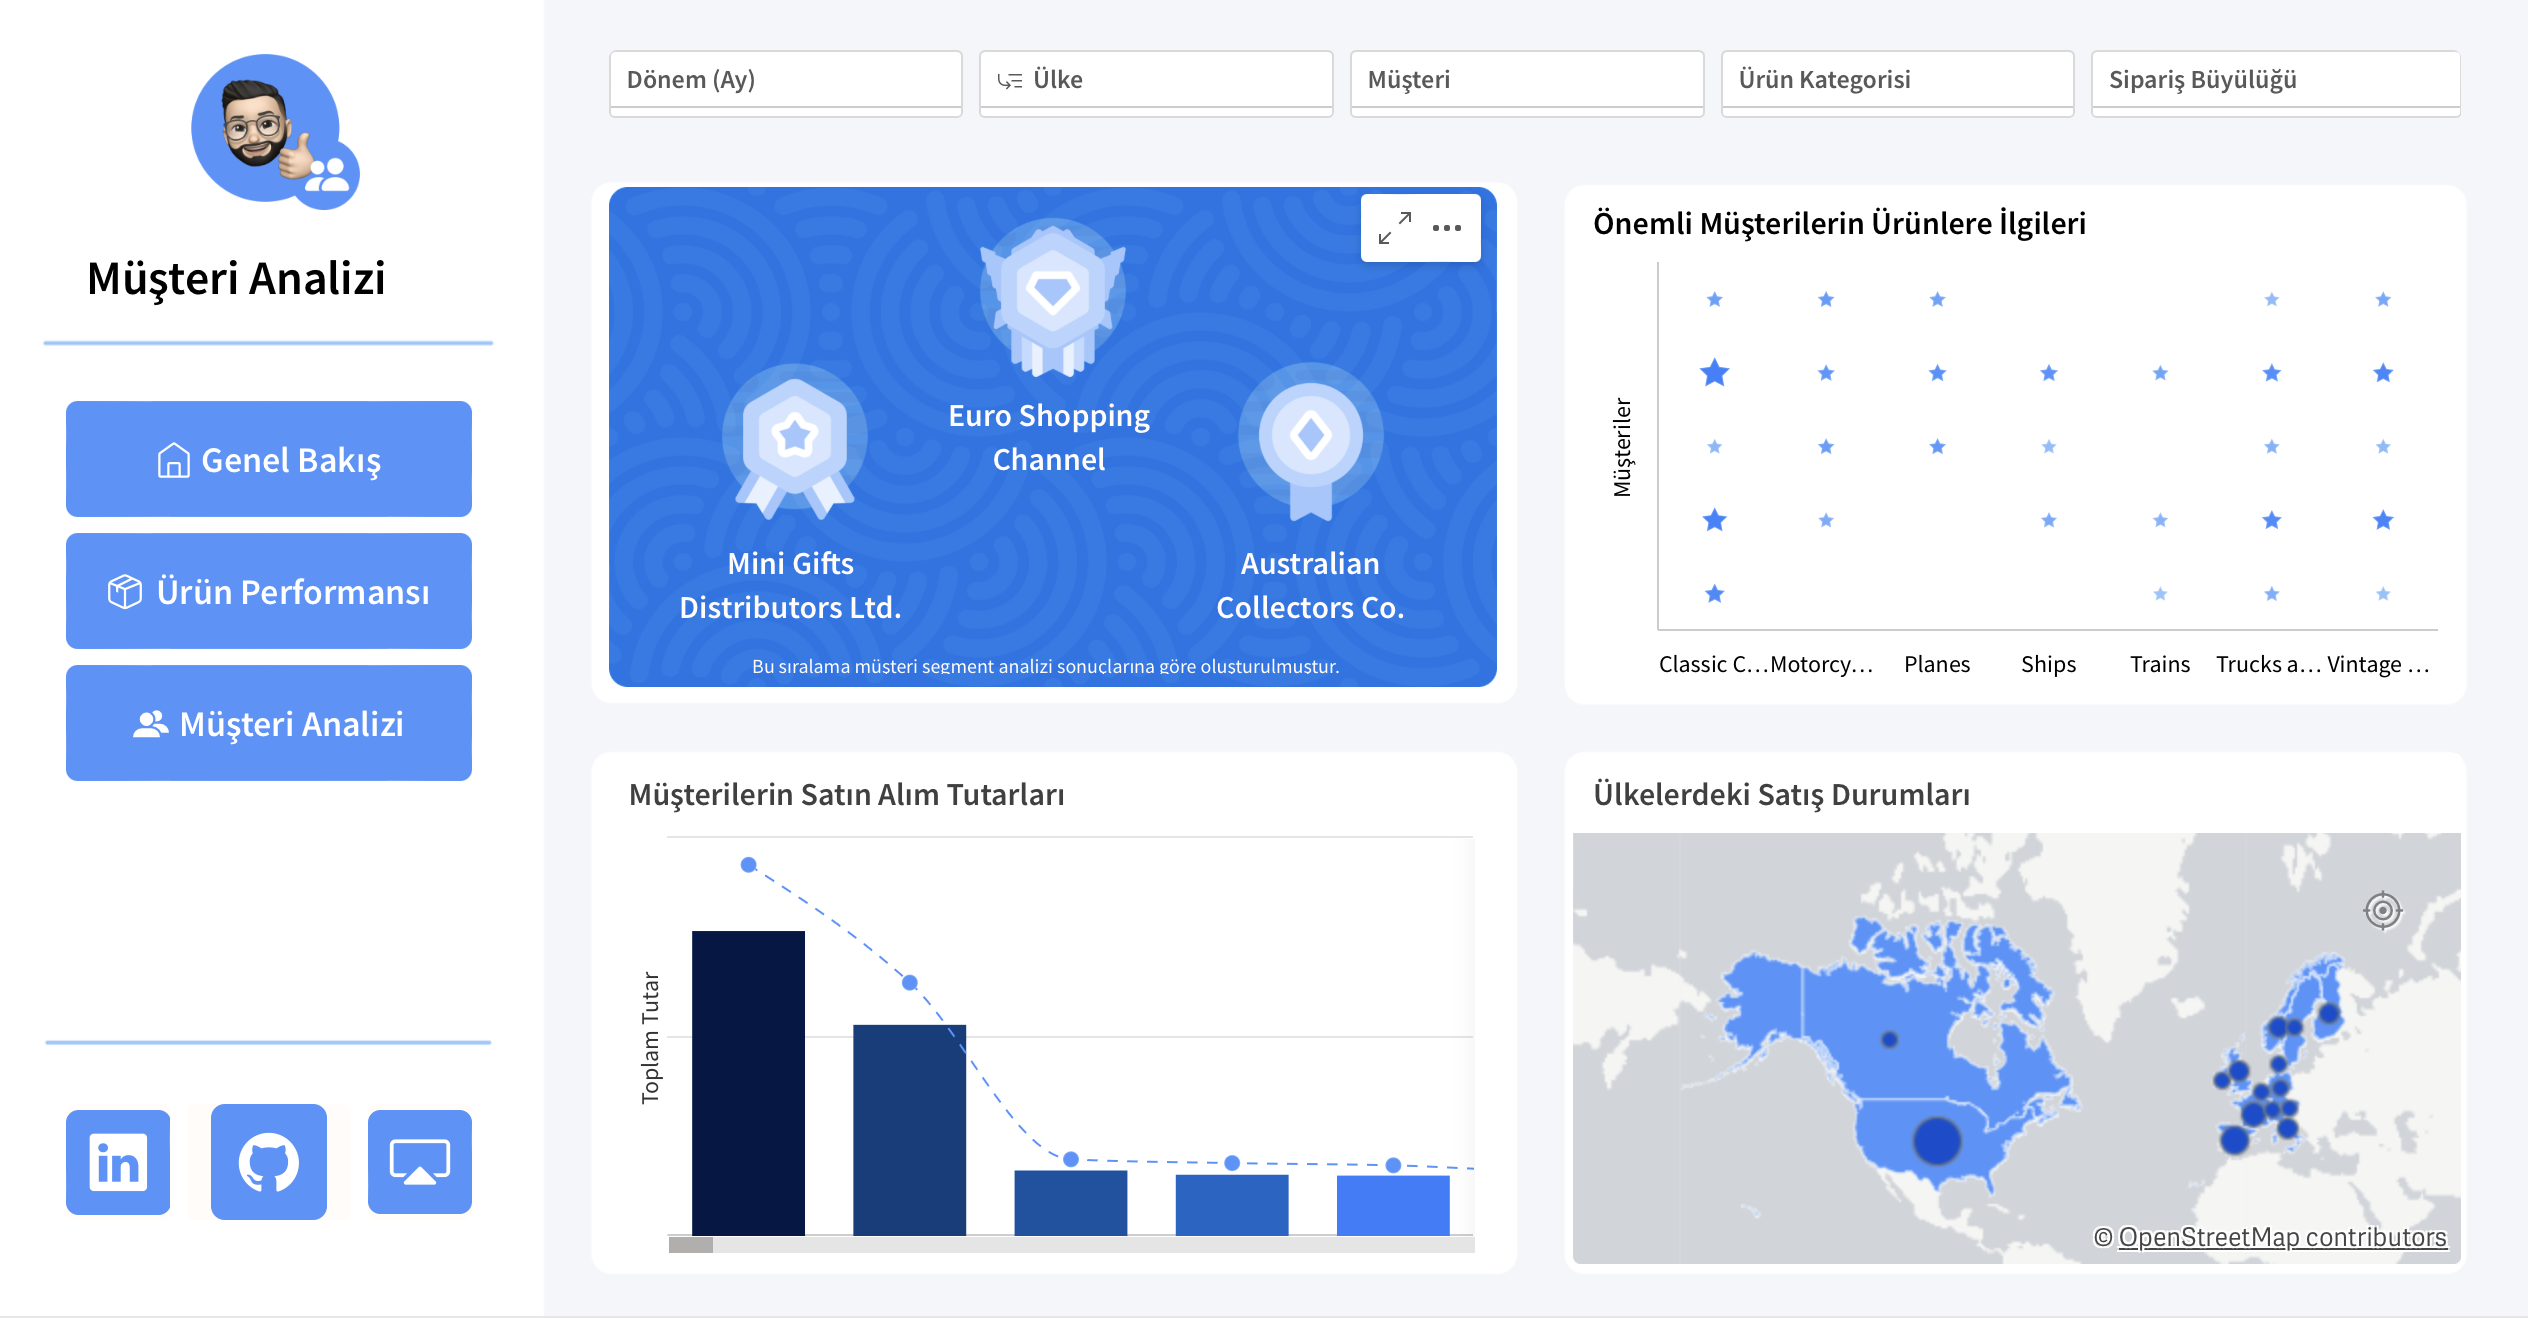 Müşteri Analizi
Genel Bakış
Ürün Performansı
Müşteri Analizi
in
Dönem (Ay)
Ülke
Müşteri
Ürün Kategorisi
Sipariş Büyülüğü
Euro Shopping
Channel
Mini Gifts
Distributors Ltd.
Australian
Collectors Co.
Bu sıralama müşteri segment analizi sonuçlarına göre oluşturulmuştur.
Önemli Müşterilerin Ürünlere İlgileri
Müşteriler
Classic C...
Motorcy...
Planes
Ships
Trains
Trucks a...
Vintage ...
Müşterilerin Satın Alım Tutarları
Toplam Tutar
Ülkelerdeki Satış Durumları
© OpenStreetMap contributors